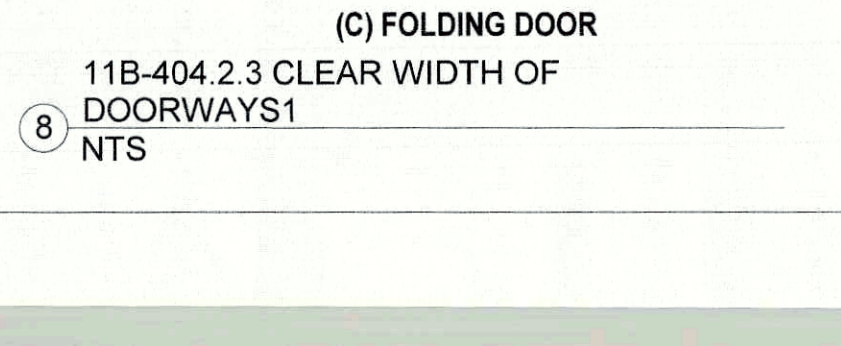 (C) FOLDING DOOR
11B-404.2.3 CLEAR WIDTH OF
DOORWAYS1
8
NTS